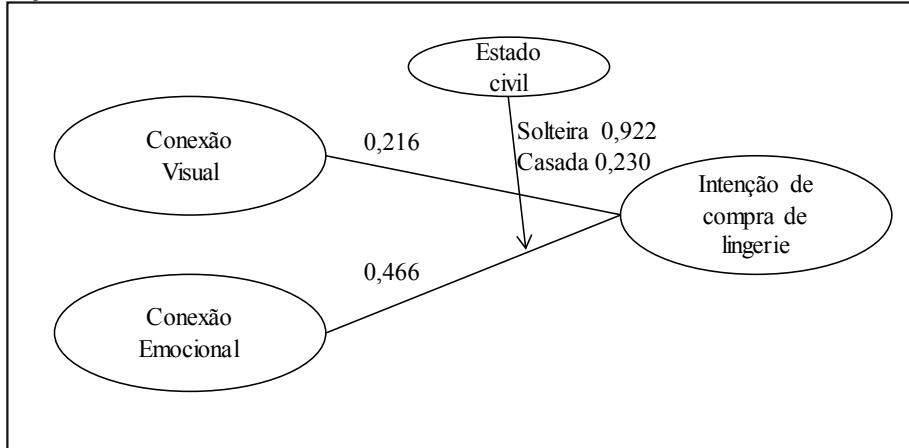 Estado
civil
Conexão
Visual
0,216
Solteira 0,922
Casada 0,230
Intenção de
compra de
lingerie
0,466
Conexão
Emocional